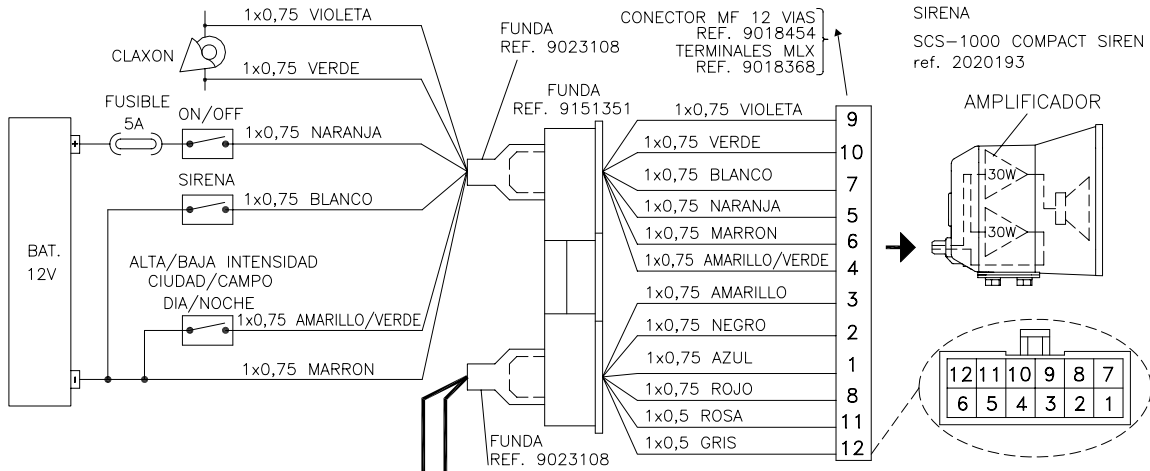 1x0,75 VIOLETA
CLAXON
1x0,75 VERDE
FUSIBLE
5A
ON/OFF
1x0,75 NARANJA
SIRENA
1x0,75 BLANCO
BAT.
12V
+
-
ALTA/BAJA INTENSIDAD
CIUDAD/CAMPO
DIA/NOCHE
1x0,75 AMARILLO/VERDE
1x0,75 MARRON
FUNDA
REF. 9023108
FUNDA
REF. 9151351
FUNDA
REF. 9023108
CONECTOR MF 12 VIAS
REF. 9018454
TERMINALES MLX
REF. 9018368
1x0,75 VIOLETA 9
1x0,75 VERDE 10
1x0,75 BLANCO 7
1x0,75 NARANJA 5
1x0,75 MARRON 6
1x0,75 AMARILLO/VERDE 4
1x0,75 AMARILLO 3
1x0,75 NEGRO 2
1x0,75 AZUL 1
1x0,75 ROJO 8
1x0,5 ROSA 11
1x0,5 GRIS 12
SIRENA
SCS-1000 COMPACT SIREN
ref. 2020193
AMPLIFICADOR
30W
30W
12 11 10 9 8 7
6 5 4 3 2 1